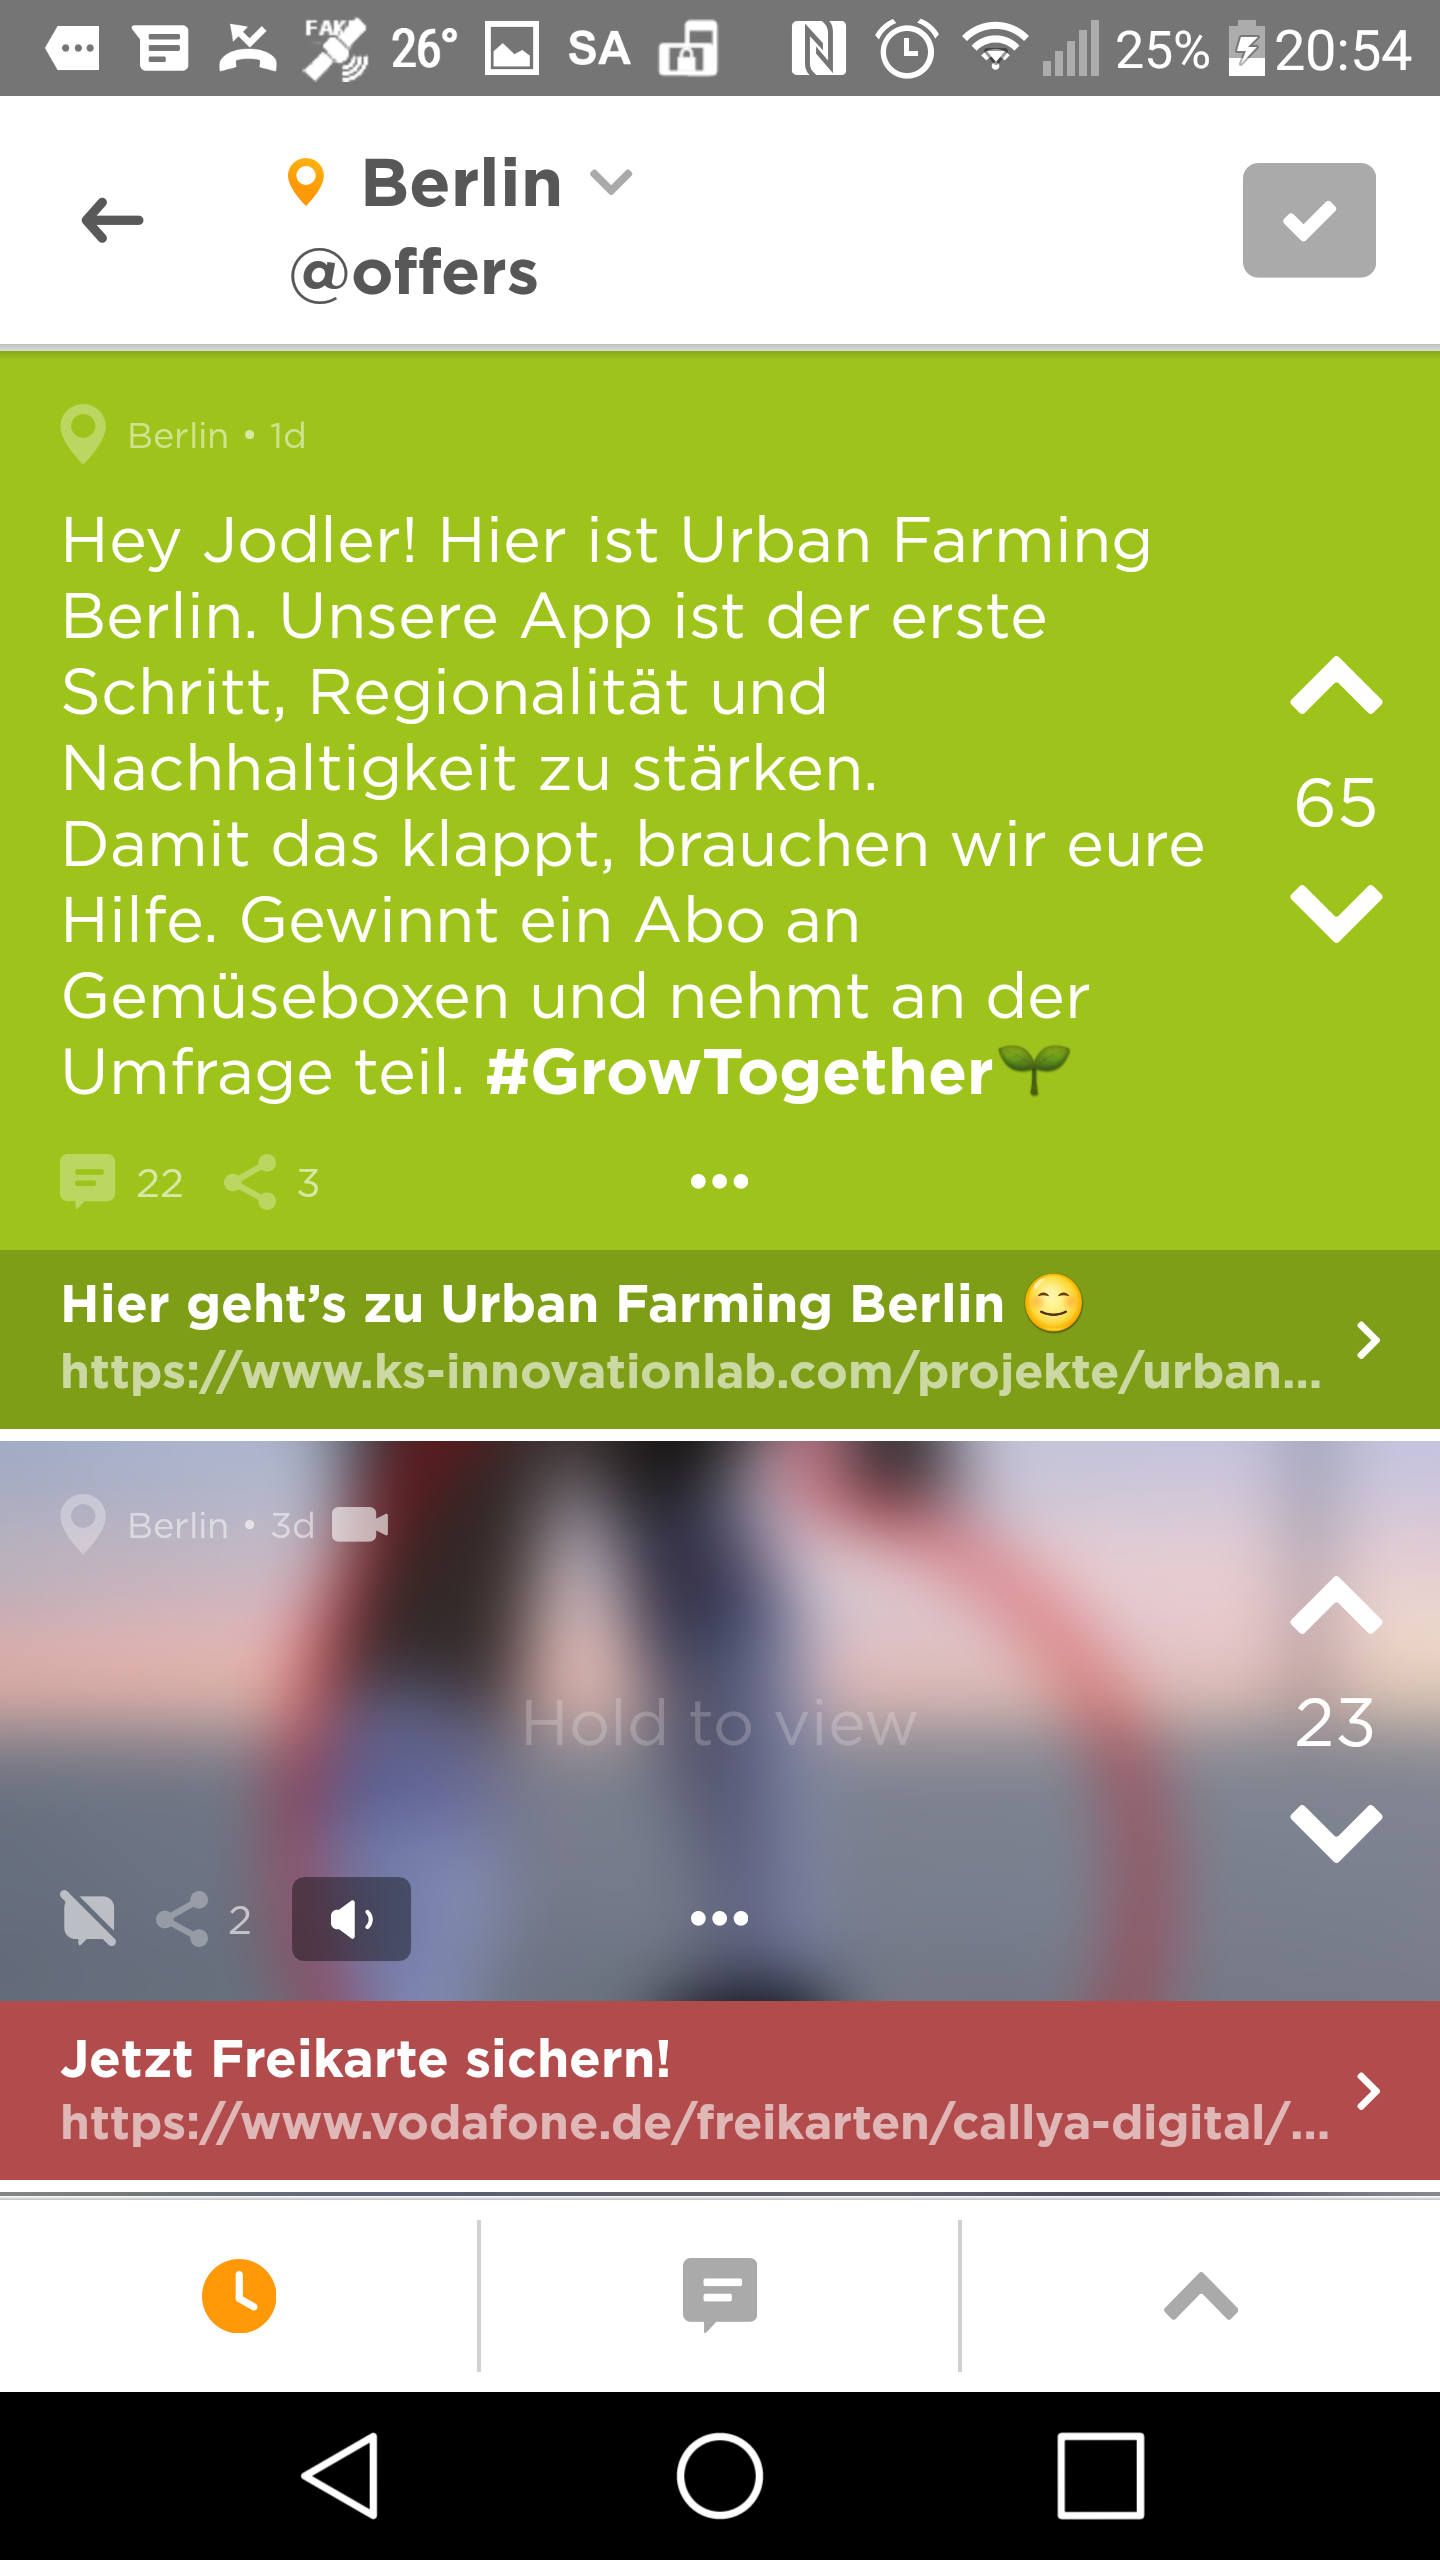 FAKE 26° SA 25% 20:54
Berlin
@offers
Berlin • 1d
Hey Jodler! Hier ist Urban Farming
Berlin. Unsere App ist der erste
Schritt, Regionalität und
Nachhaltigkeit zu stärken.
Damit das klappt, brauchen wir eure
Hilfe. Gewinnt ein Abo an
Gemüseboxen und nehmt an der
Umfrage teil. #GrowTogether🌱
65
22 3
Hier geht’s zu Urban Farming Berlin 😊
https://www.ks-innovationlab.com/projekte/urban...
Berlin • 3d
Hold to view
23
2
Jetzt Freikarte sichern!
https://www.vodafone.de/freikarten/callya-digital/...